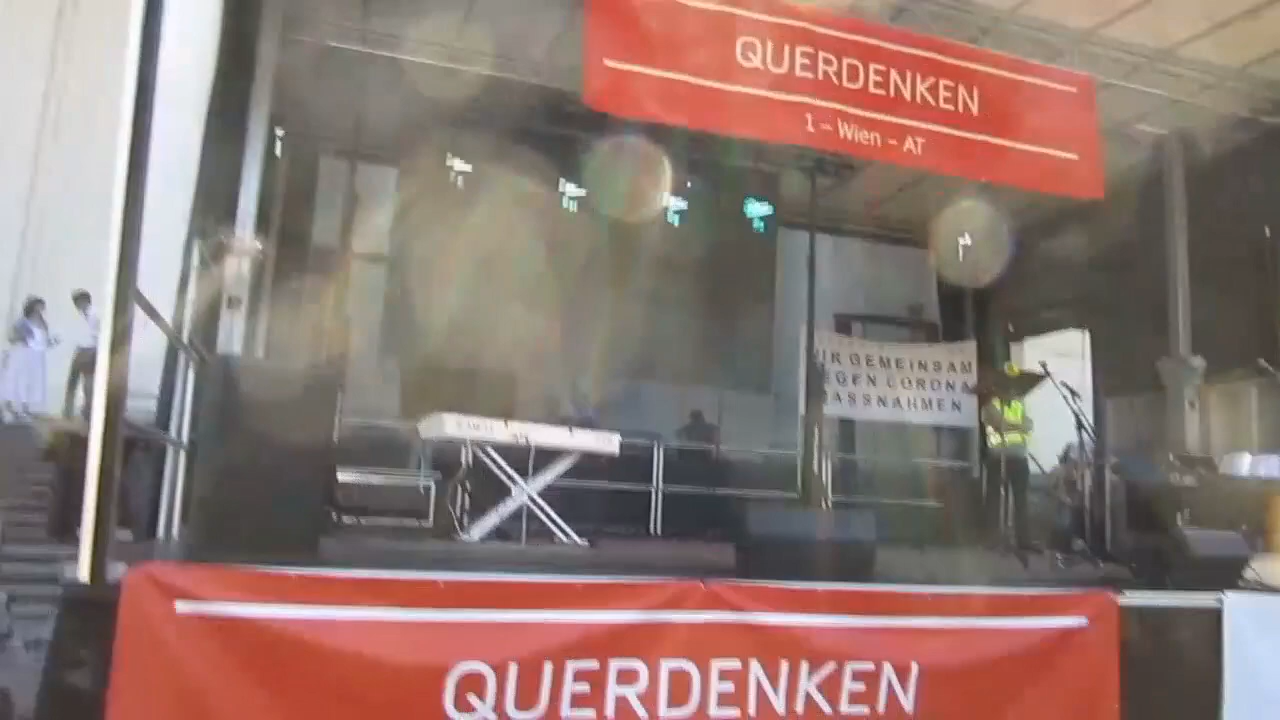 QUERDENKEN
1 – Wien – AT
GEMEINSAM
CORONA
QUERDENKEN